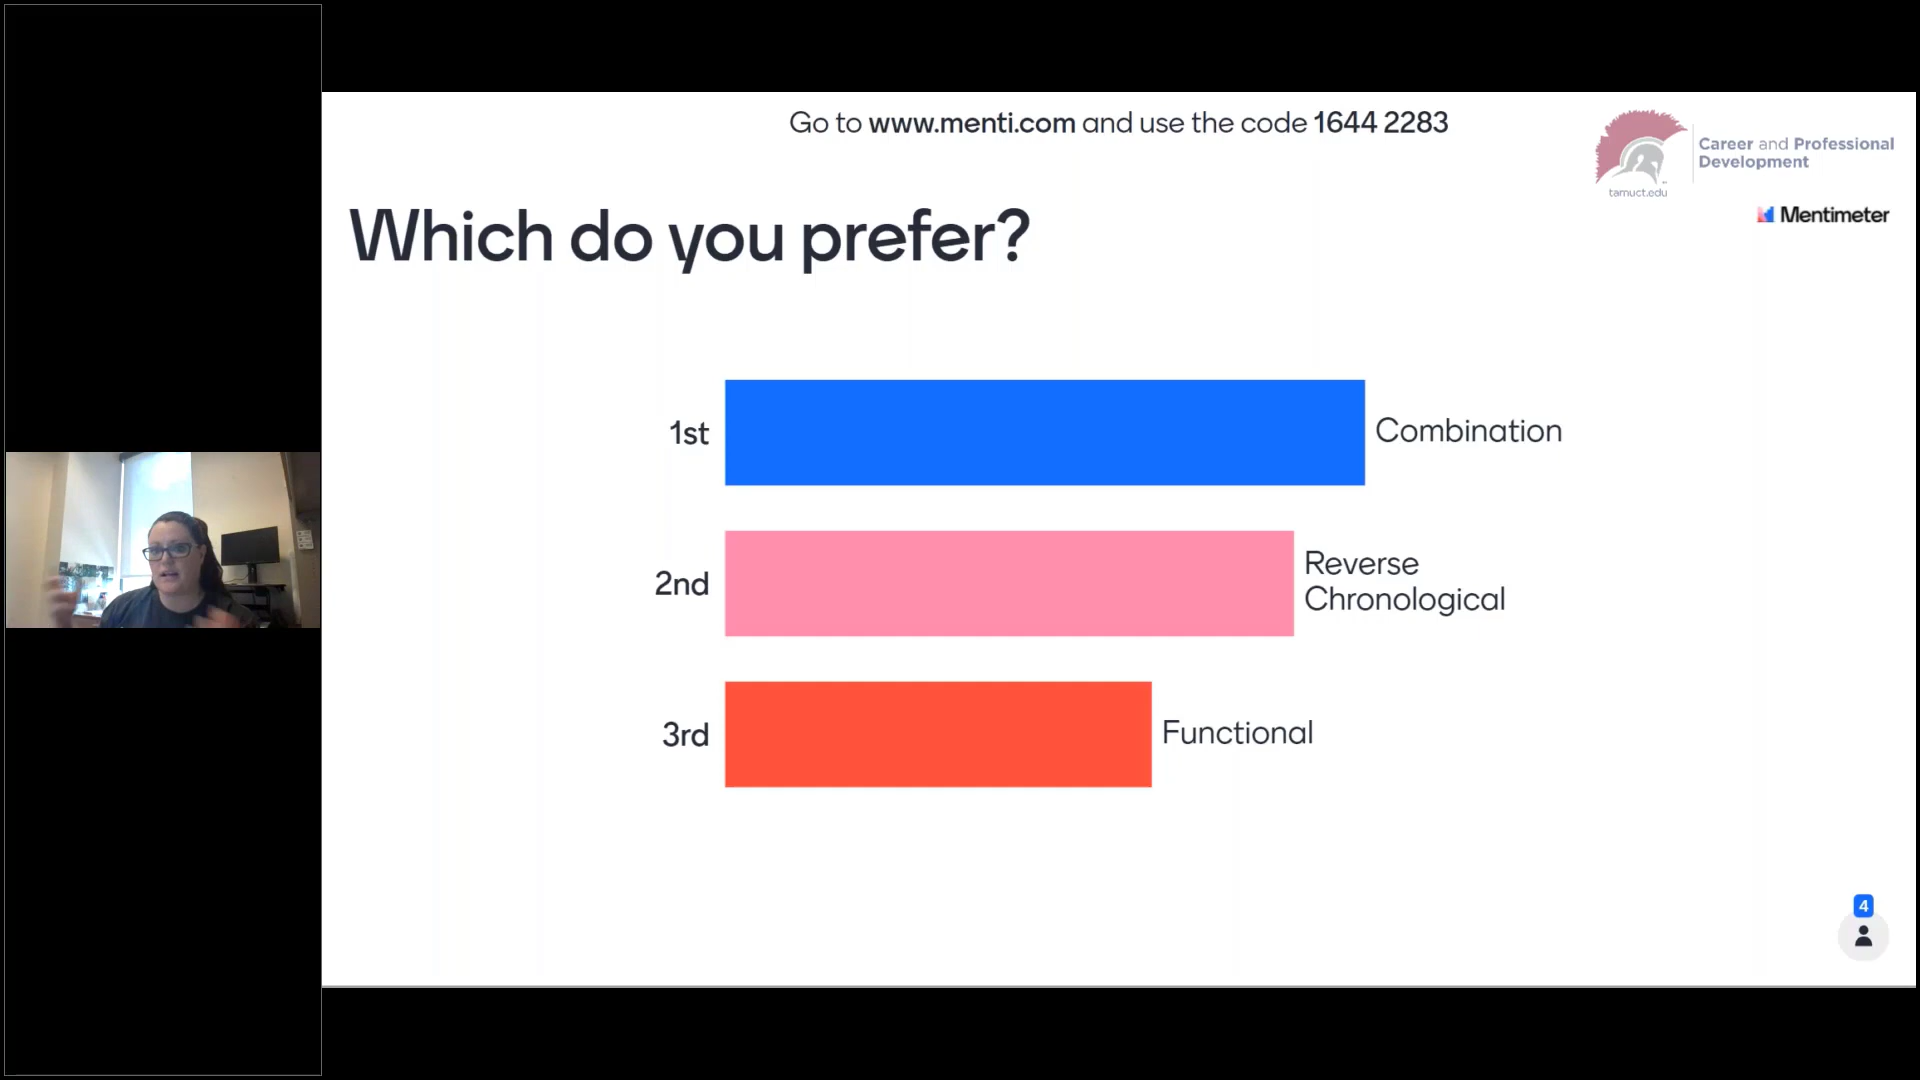 Go to www.menti.com and use the code 1644 2283
Career and Professional
Development
tamuct.edu
Mentimeter
Which do you prefer?
1st
Combination
2nd
Reverse
Chronological
3rd
Functional
4